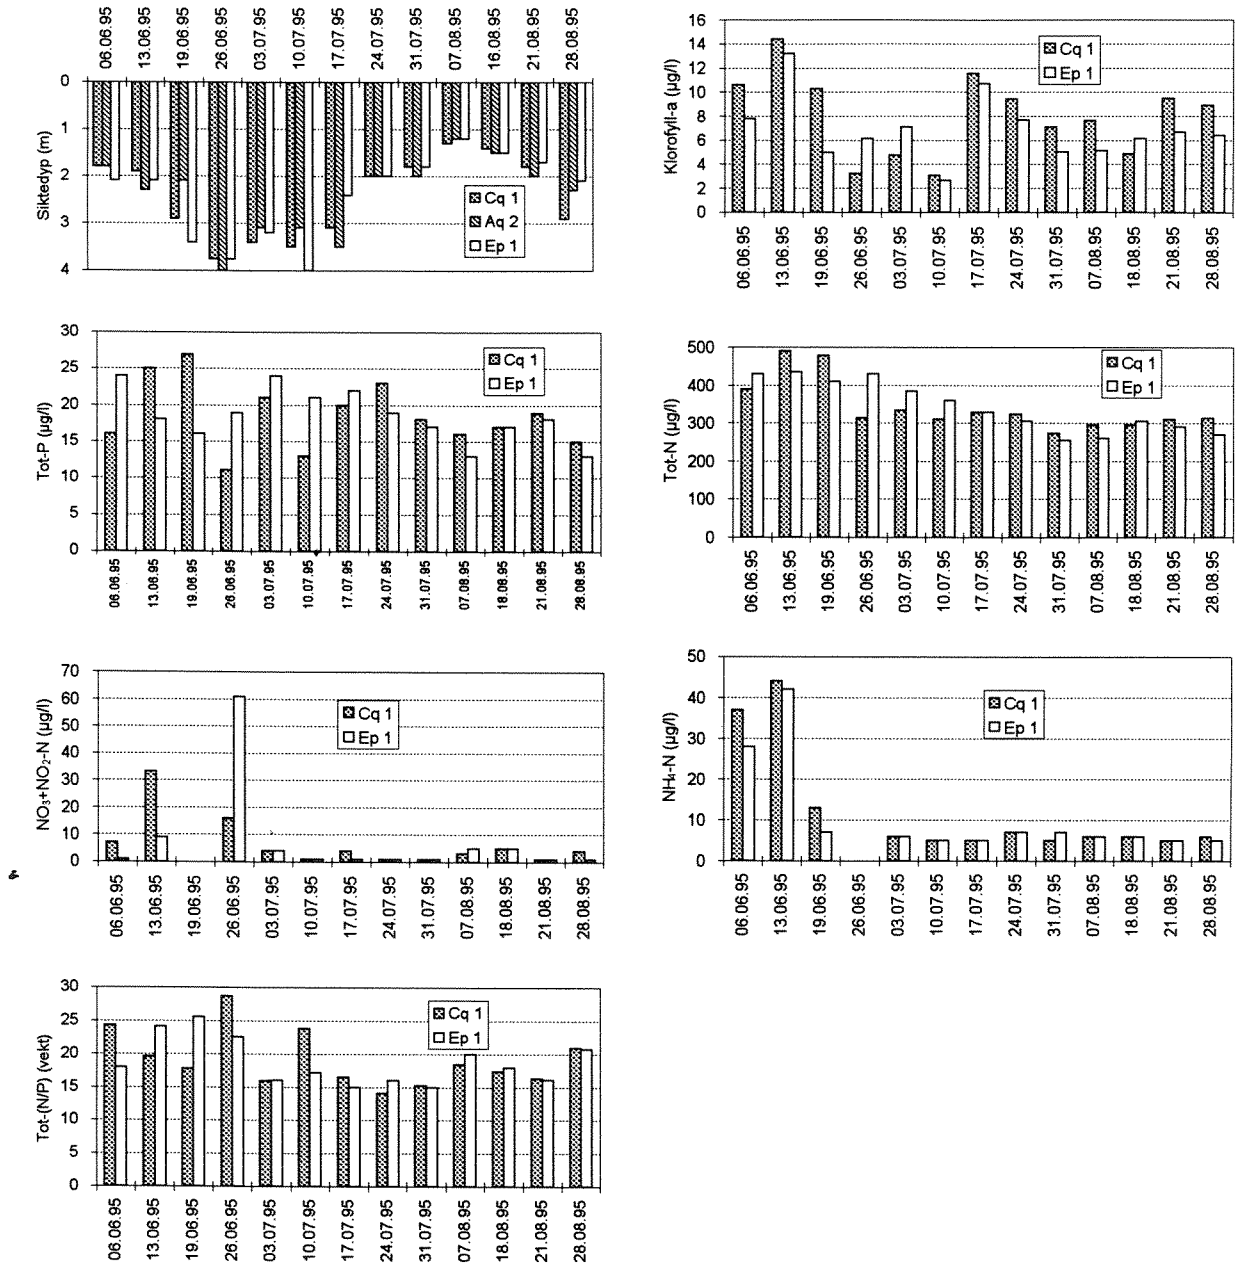 06.06.95 13.06.95 19.06.95 26.06.95 03.07.95 10.07.95 17.07.95 24.07.95 31.07.95 07.08.95 16.08.95 21.08.95 28.08.95
0
1
2
3
4
Siktedyp (m)
Cq 1
Aq 2
Ep 1
16
14
12
10
8
6
4
2
0
Klorofyll-a (µg/l)
Cq 1
Ep 1
06.06.95 13.06.95 19.06.95 26.06.95 03.07.95 10.07.95 17.07.95 24.07.95 31.07.95 07.08.95 18.08.95 21.08.95 28.08.95
30
25
20
15
10
5
0
Tot-P (µg/l)
Cq 1
Ep 1
06.06.95 13.06.95 19.06.95 26.06.95 03.07.95 10.07.95 17.07.95 24.07.95 31.07.95 07.08.95 18.08.95 21.08.95 28.08.95
500
400
300
200
100
0
Tot-N (µg/l)
Cq 1
Ep 1
06.06.95 13.06.95 19.06.95 26.06.95 03.07.95 10.07.95 17.07.95 24.07.95 31.07.95 07.08.95 18.08.95 21.08.95 28.08.95
70
60
50
40
30
20
10
0
NO₃+NO₂-N (µg/l)
Cq 1
Ep 1
06.06.95 13.06.95 19.06.95 26.06.95 03.07.95 10.07.95 17.07.95 24.07.95 31.07.95 07.08.95 18.08.95 21.08.95 28.08.95
50
40
30
20
10
0
NH₄-N (µg/l)
Cq 1
Ep 1
06.06.95 13.06.95 19.06.95 26.06.95 03.07.95 10.07.95 17.07.95 24.07.95 31.07.95 07.08.95 18.08.95 21.08.95 28.08.95
30
25
20
15
10
5
0
Tot-(N/P) (vekt)
Cq 1
Ep 1
06.06.95 13.06.95 19.06.95 26.06.95 03.07.95 10.07.95 17.07.95 24.07.95 31.07.95 07.08.95 18.08.95 21.08.95 28.08.95